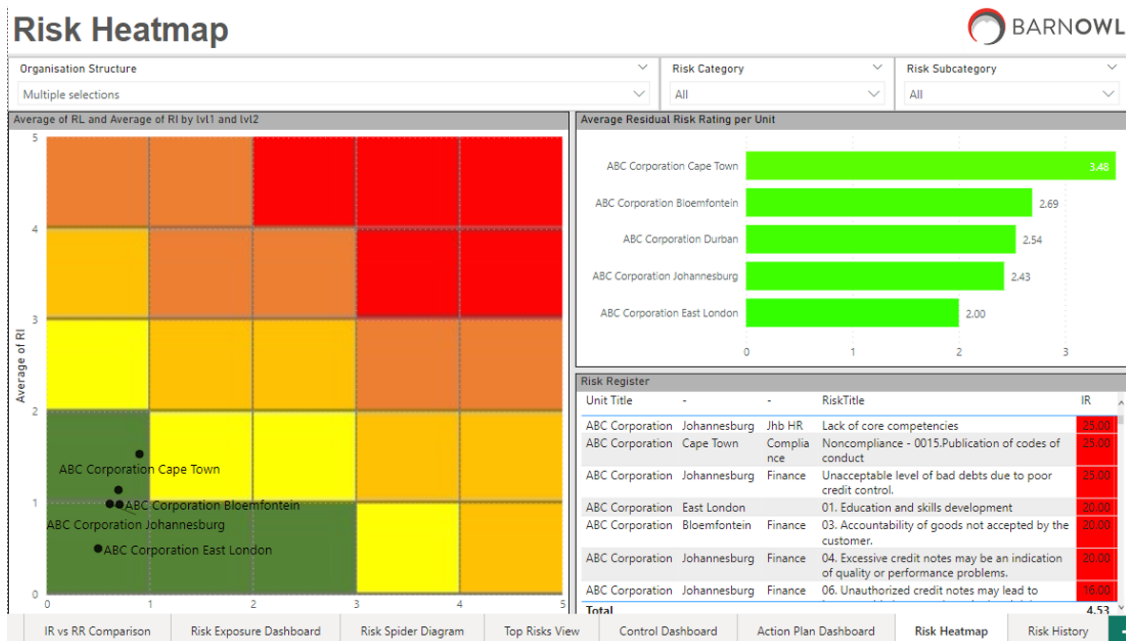 Risk Heatmap
BARNOWL
Organisation Structure
Multiple selections
Risk Category
All
Risk Subcategory
All
Average of RL and Average of RI by lvl1 and lvl2
Average of RI
5
4
3
2
1
0
ABC Corporation Cape Town
ABC Corporation Bloemfontein
ABC Corporation Johannesburg
ABC Corporation East London
0 1 2 3 4 5
Average Residual Risk Rating per Unit
ABC Corporation Cape Town 3.48
ABC Corporation Bloemfontein 2.69
ABC Corporation Durban 2.54
ABC Corporation Johannesburg 2.43
ABC Corporation East London 2.00
0 1 2 3
Risk Register
Unit Title - - RiskTitle IR
ABC Corporation Johannesburg Jhb HR Lack of core competencies 25.00
ABC Corporation Cape Town Complia Noncompliance - 0015.Publication of codes of 25.00
nce conduct
ABC Corporation Johannesburg Finance Unacceptable level of bad debts due to poor 25.00
credit control.
ABC Corporation East London 01. Education and skills development 20.00
ABC Corporation Bloemfontein Finance 03. Accountability of goods not accepted by the 20.00
customer.
ABC Corporation Johannesburg Finance 04. Excessive credit notes may be an indication 20.00
of quality or performance problems.
ABC Corporation Johannesburg Finance 06. Unauthorized credit notes may lead to 16.00
Total 4.53
IR vs RR Comparison Risk Exposure Dashboard Risk Spider Diagram Top Risks View Control Dashboard Action Plan Dashboard Risk Heatmap Risk History